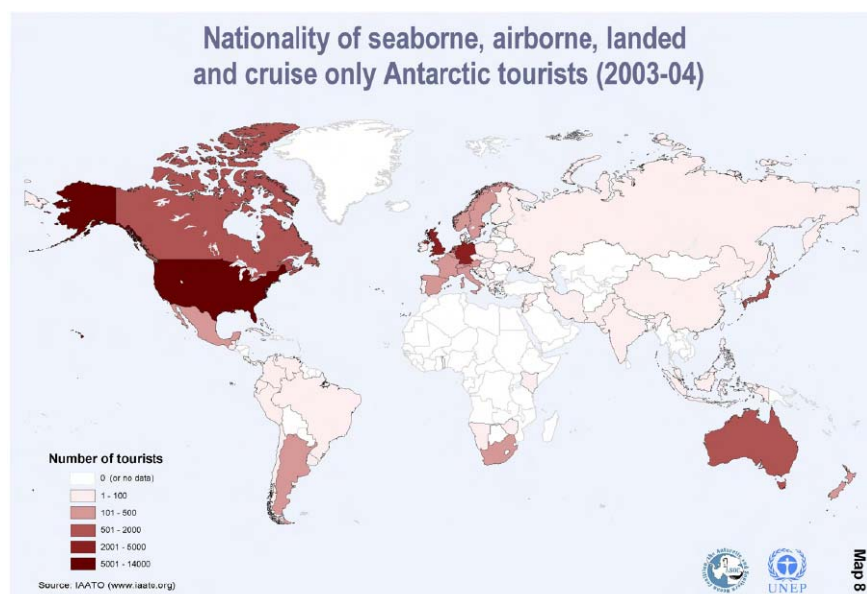 Nationality of seaborne, airborne, landed
and cruise only Antarctic tourists (2003-04)
Number of tourists
0 (or no data)
1 - 100
101 - 500
501 - 2000
2001 - 5000
5001 - 14000
Source: IAATO (www.iaato.org)
UNEP
Map 8